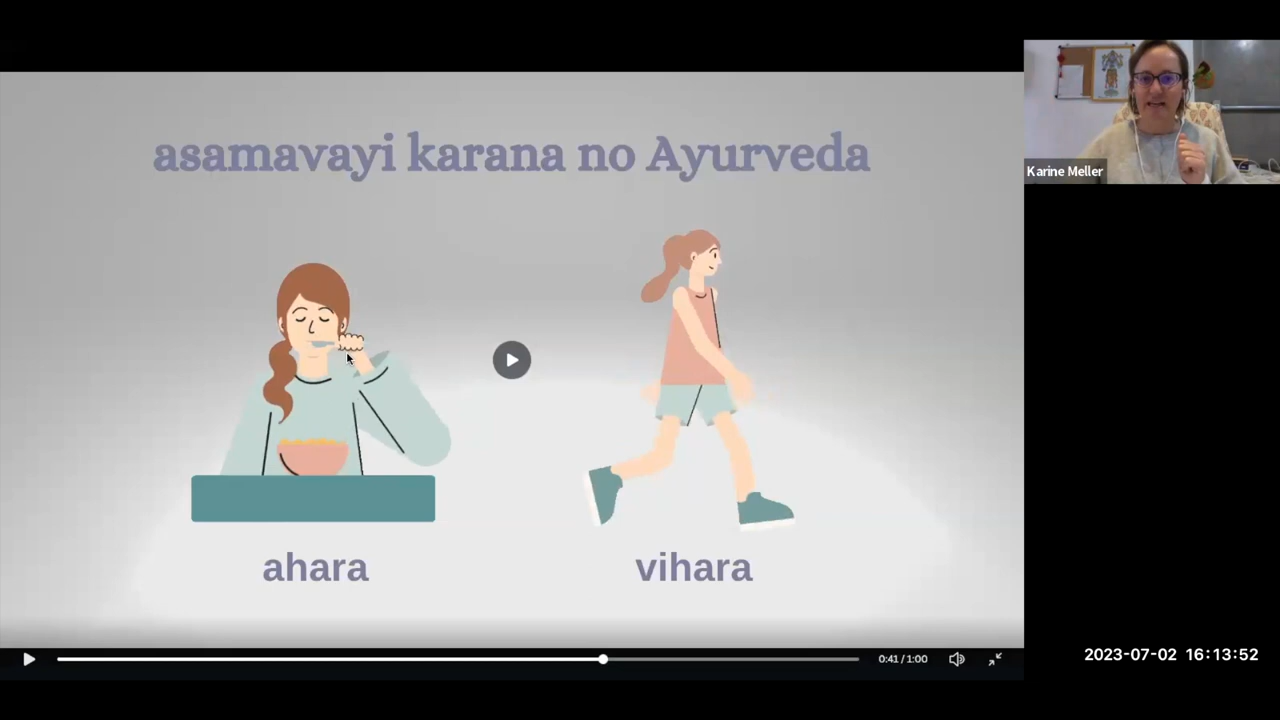 asamavayi karana no Ayurveda
Karine Meller
ahara
vihara
0:41 / 1:00
2023-07-02 16:13:52